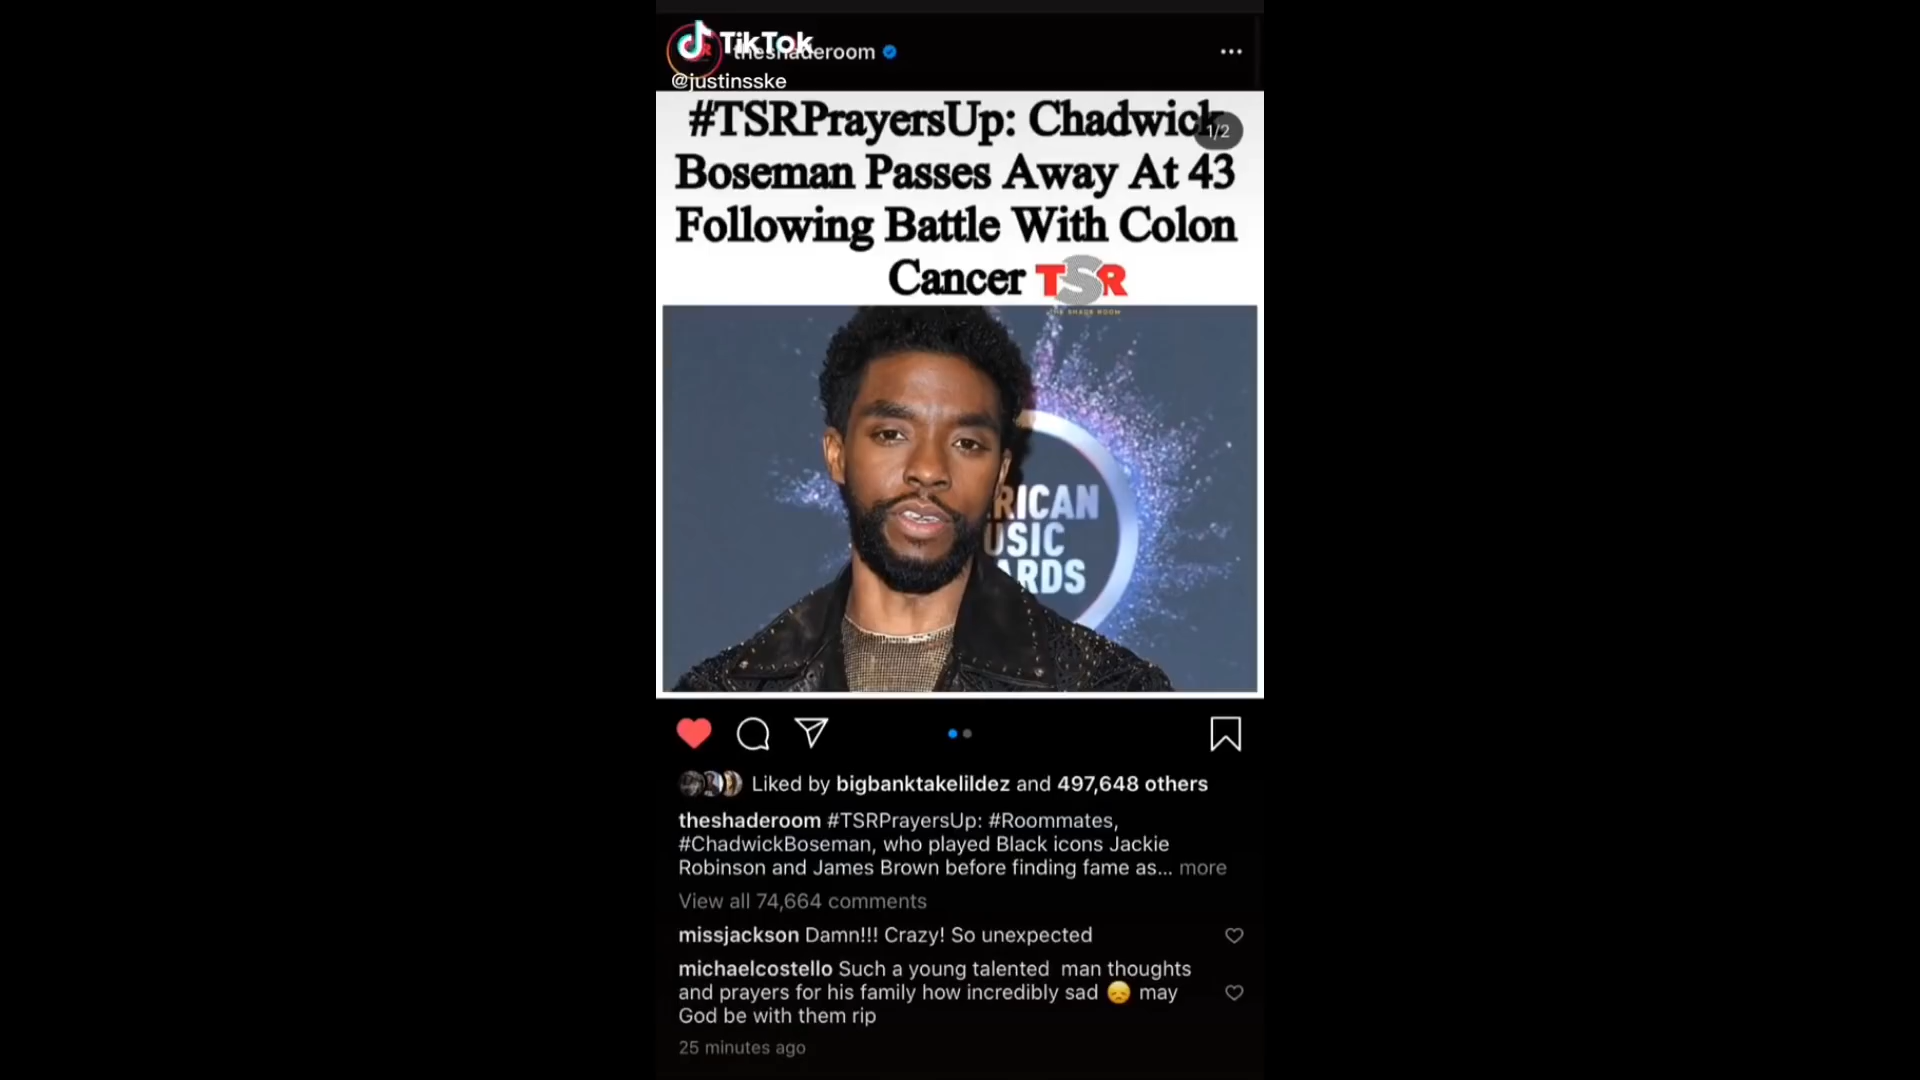 TikTok
theshaderoom
@justinsske
#TSRPrayersUp: Chadwick
1/2
Boseman Passes Away At 43
Following Battle With Colon
Cancer TSR
THE SHADE ROOM
RICAN
USIC
ARDS
Liked by bigbanktakelildez and 497,648 others
theshaderoom #TSRPrayersUp: #Roommates,
#ChadwickBoseman, who played Black icons Jackie
Robinson and James Brown before finding fame as... more
View all 74,664 comments
missjackson Damn!!! Crazy! So unexpected
michaelcostello Such a young talented  man thoughts
and prayers for his family how incredibly sad 😞 may
God be with them rip
25 minutes ago